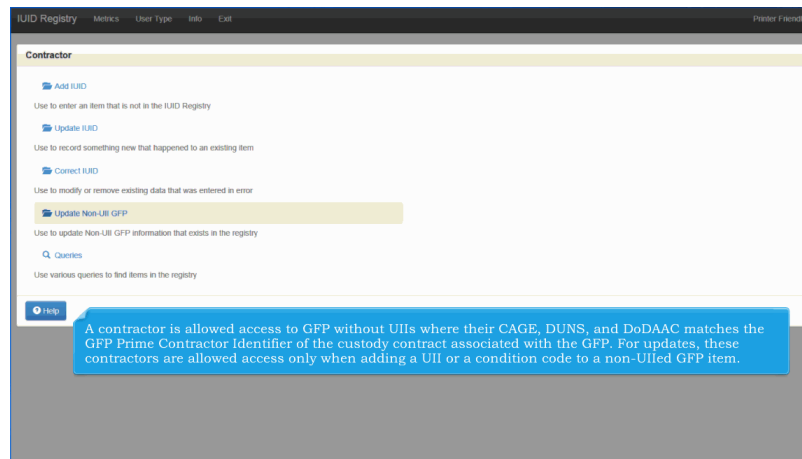 IUID Registry Metrics User Type Info Exit Printer
Contractor
Add IUID
Use to enter an item that is not in the IUID Registry
Update IUID
Use to record something new that happened to an existing item
Correct IUID
Use to modify or remove existing data that was entered in error
Update Non-UII GFP
Use to update Non-UII GFP information that exists in the registry
Queries
Use various queries to find items in the registry
Help
A contractor is allowed access to GFP without UIIs where their CAGE, DUNS, and DoDAAC matches the
GFP Prime Contractor Identifier of the custody contract associated with the GFP. For updates, these
contractors are allowed access only when adding a UII or a condition code to a non-UIIed GFP item.